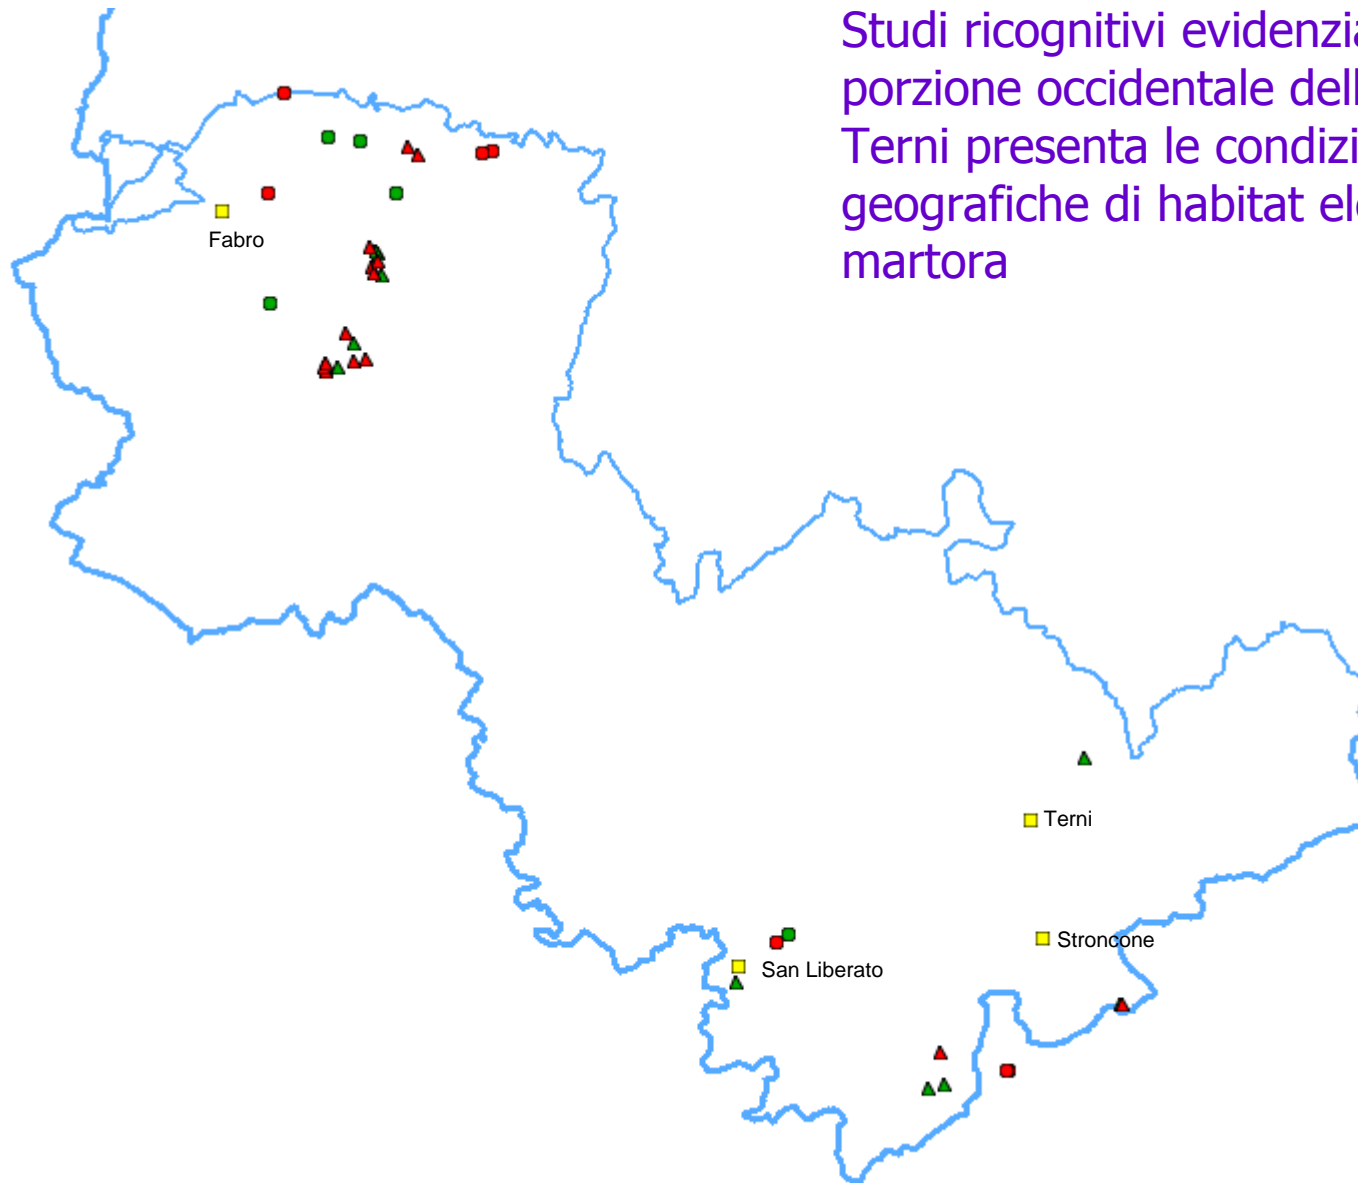 Studi ricognitivi evidenzia
porzione occidentale dell
Terni presenta le condizi
geografiche di habitat el
martora
Fabro
Terni
Stroncone
San Liberato